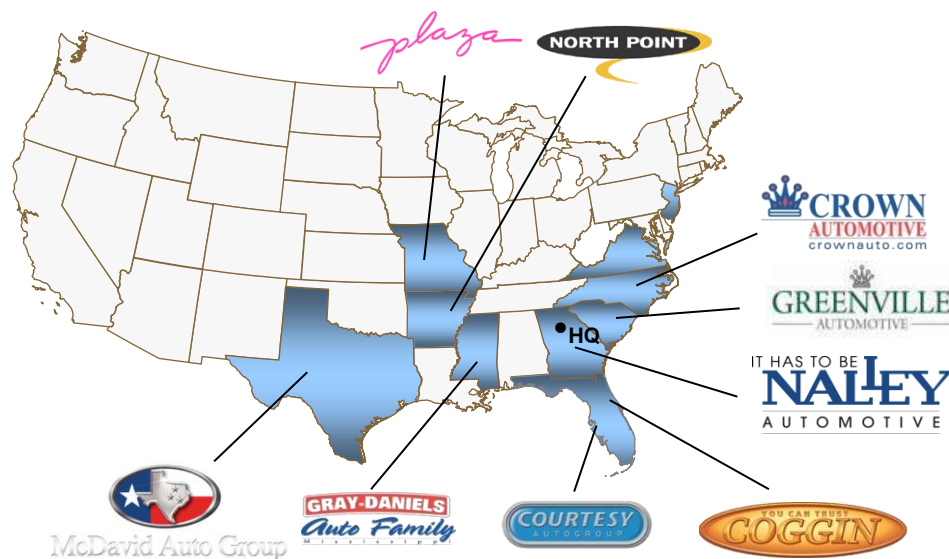 plaza
NORTH POINT
CROWN
AUTOMOTIVE
crownauto.com
GREENVILLE
AUTOMOTIVE
HQ
IT HAS TO BE
NALLEY
AUTOMOTIVE
McDavid Auto Group
GRAY-DANIELS
Auto Family
Mississippi
COURTESY
AUTOGROUP
YOU CAN TRUST
COGGIN